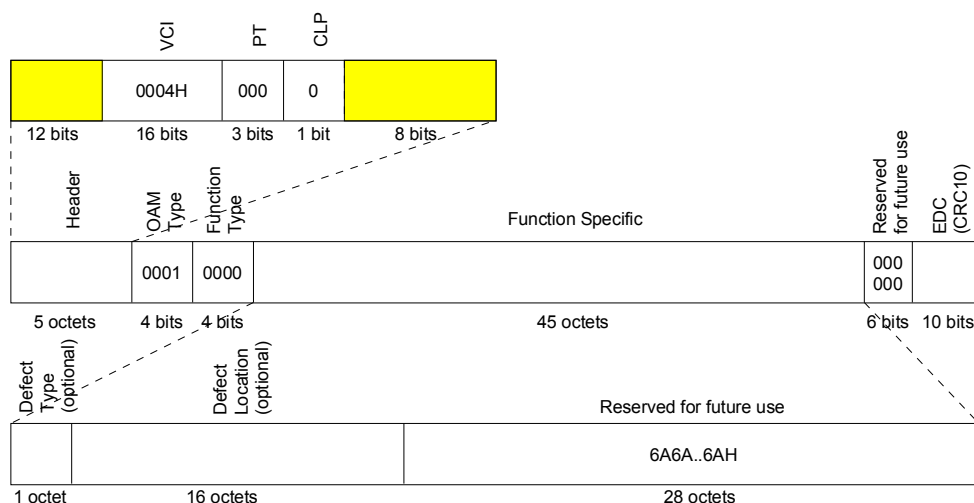 VCI PT CLP
0004H 000 0
12 bits 16 bits 3 bits 1 bit 8 bits
Header
OAM
Type
Function
Type
Function Specific
Reserved
for future use
EDC
(CRC10)
0001 0000 000
000
5 octets 4 bits 4 bits 45 octets 6 bits 10 bits
Defect
Type
(optional)
Defect
Location
(optional)
Reserved for future use
6A6A..6AH
1 octet 16 octets 28 octets